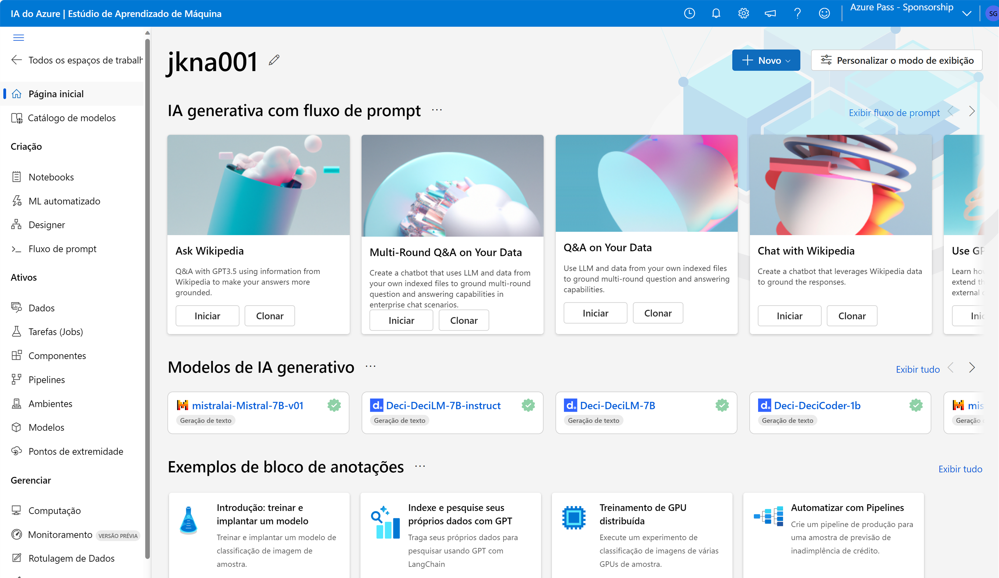 IA do Azure | Estúdio de Aprendizado de Máquina
Azure Pass - Sponsorship
SG
Todos os espaços de trabalh
Página inicial
Catálogo de modelos
Criação
Notebooks
ML automatizado
Designer
Fluxo de prompt
Ativos
Dados
Tarefas (Jobs)
Componentes
Pipelines
Ambientes
Modelos
Pontos de extremidade
Gerenciar
Computação
Monitoramento VERSÃO PRÉVIA
Rotulagem de Dados
jkna001
Novo
Personalizar o modo de exibição
IA generativa com fluxo de prompt ...
Exibir fluxo de prompt
Ask Wikipedia
Q&A with GPT3.5 using information from
Wikipedia to make your answers more
grounded.
Iniciar
Clonar
Multi-Round Q&A on Your Data
Create a chatbot that uses LLM and data from
your own indexed files to ground multi-round
question and answering capabilities in
enterprise chat scenarios.
Iniciar
Clonar
Q&A on Your Data
Use LLM and data from your own indexed files
to ground multi-round question and answering
capabilities.
Iniciar
Clonar
Chat with Wikipedia
Create a chatbot that leverages Wikipedia data
to ground the responses.
Iniciar
Clonar
Use GP
Learn how
extend th
external
Inic
Modelos de IA generativo ...
Exibir tudo
mistralai-Mistral-7B-v01
Geração de texto
d. Deci-DeciLM-7B-instruct
Geração de texto
d. Deci-DeciLM-7B
Geração de texto
d. Deci-DeciCoder-1b
Geração de texto
mis
Geração
Exemplos de bloco de anotações ...
Exibir tudo
Introdução: treinar e
implantar um modelo
Treinar e implantar um modelo de
classificação de imagem de
amostra.
Indexe e pesquise seus
próprios dados com GPT
Traga seus próprios dados para
pesquisar usando GPT com
LangChain
Treinamento de GPU
distribuída
Execute um experimento de
classificação de imagens de várias
GPUs de amostra.
Automatizar com Pipelines
Crie um pipeline de produção para
uma amostra de previsão de
inadimplência de crédito.